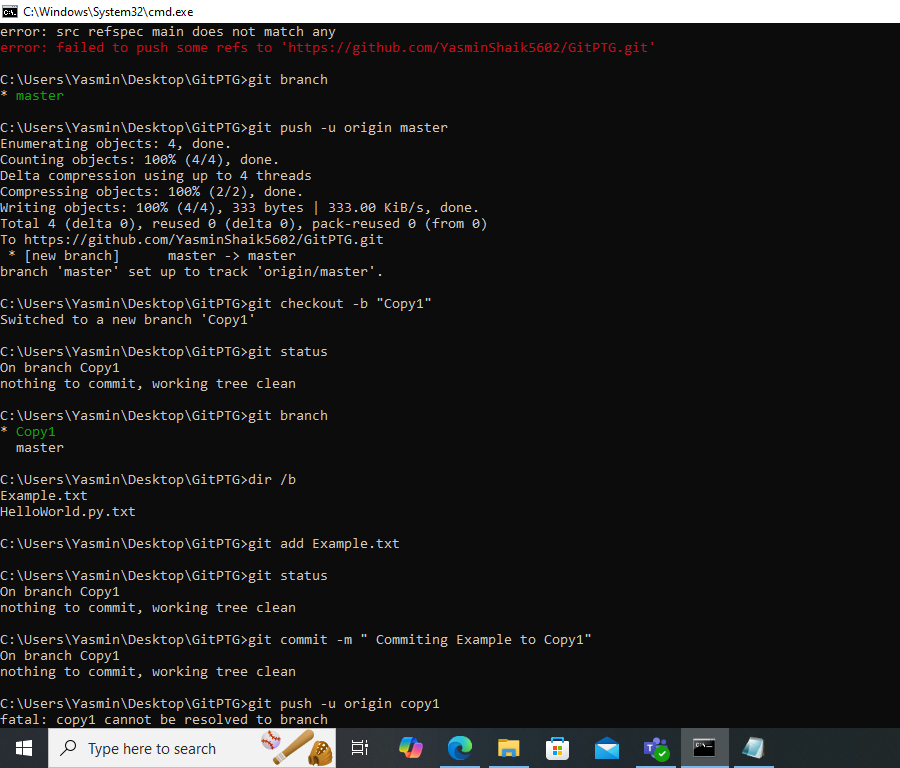 C:\Windows\System32\cmd.exe
error: src refspec main does not match any
error: failed to push some refs to 'https://github.com/YasminShaik5602/GitPTG.git'
C:\Users\Yasmin\Desktop\GitPTG>git branch
* master
C:\Users\Yasmin\Desktop\GitPTG>git push -u origin master
Enumerating objects: 4, done.
Counting objects: 100% (4/4), done.
Delta compression using up to 4 threads
Compressing objects: 100% (2/2), done.
Writing objects: 100% (4/4), 333 bytes | 333.00 KiB/s, done.
Total 4 (delta 0), reused 0 (delta 0), pack-reused 0 (from 0)
To https://github.com/YasminShaik5602/GitPTG.git
 * [new branch]      master -> master
branch 'master' set up to track 'origin/master'.
C:\Users\Yasmin\Desktop\GitPTG>git checkout -b "Copy1"
Switched to a new branch 'Copy1'
C:\Users\Yasmin\Desktop\GitPTG>git status
On branch Copy1
nothing to commit, working tree clean
C:\Users\Yasmin\Desktop\GitPTG>git branch
* Copy1
  master
C:\Users\Yasmin\Desktop\GitPTG>dir /b
Example.txt
HelloWorld.py.txt
C:\Users\Yasmin\Desktop\GitPTG>git add Example.txt
C:\Users\Yasmin\Desktop\GitPTG>git status
On branch Copy1
nothing to commit, working tree clean
C:\Users\Yasmin\Desktop\GitPTG>git commit -m " Commiting Example to Copy1"
On branch Copy1
nothing to commit, working tree clean
C:\Users\Yasmin\Desktop\GitPTG>git push -u origin copy1
fatal: copy1 cannot be resolved to branch
Type here to search